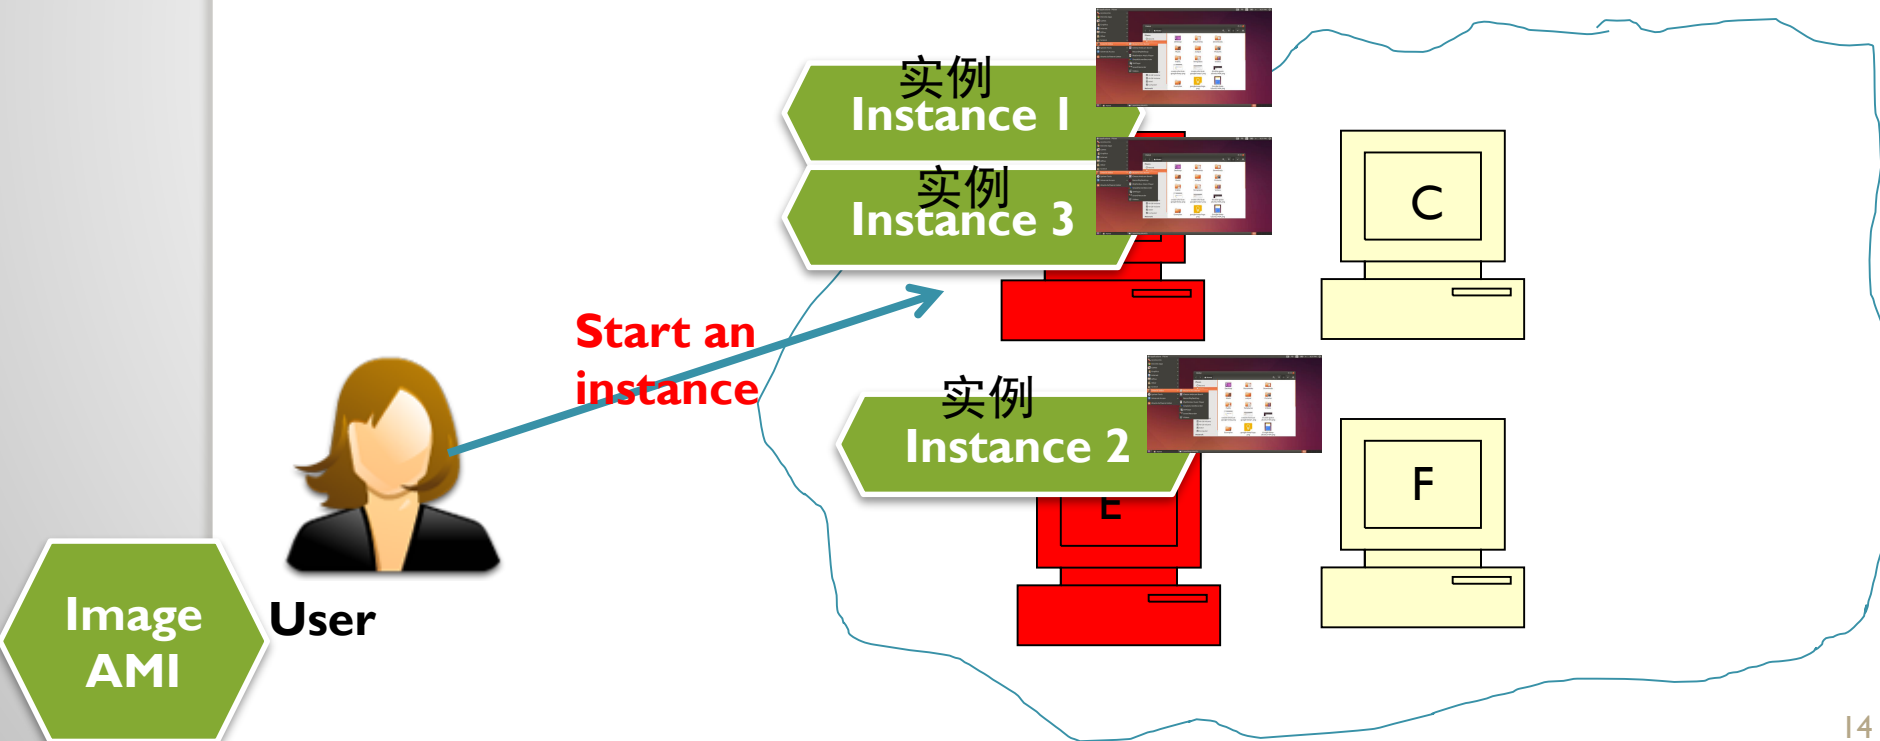 实例
Instance 1
实例
Instance 3
C
Start an
instance
实例
Instance 2
E
F
User
Image
AMI
14